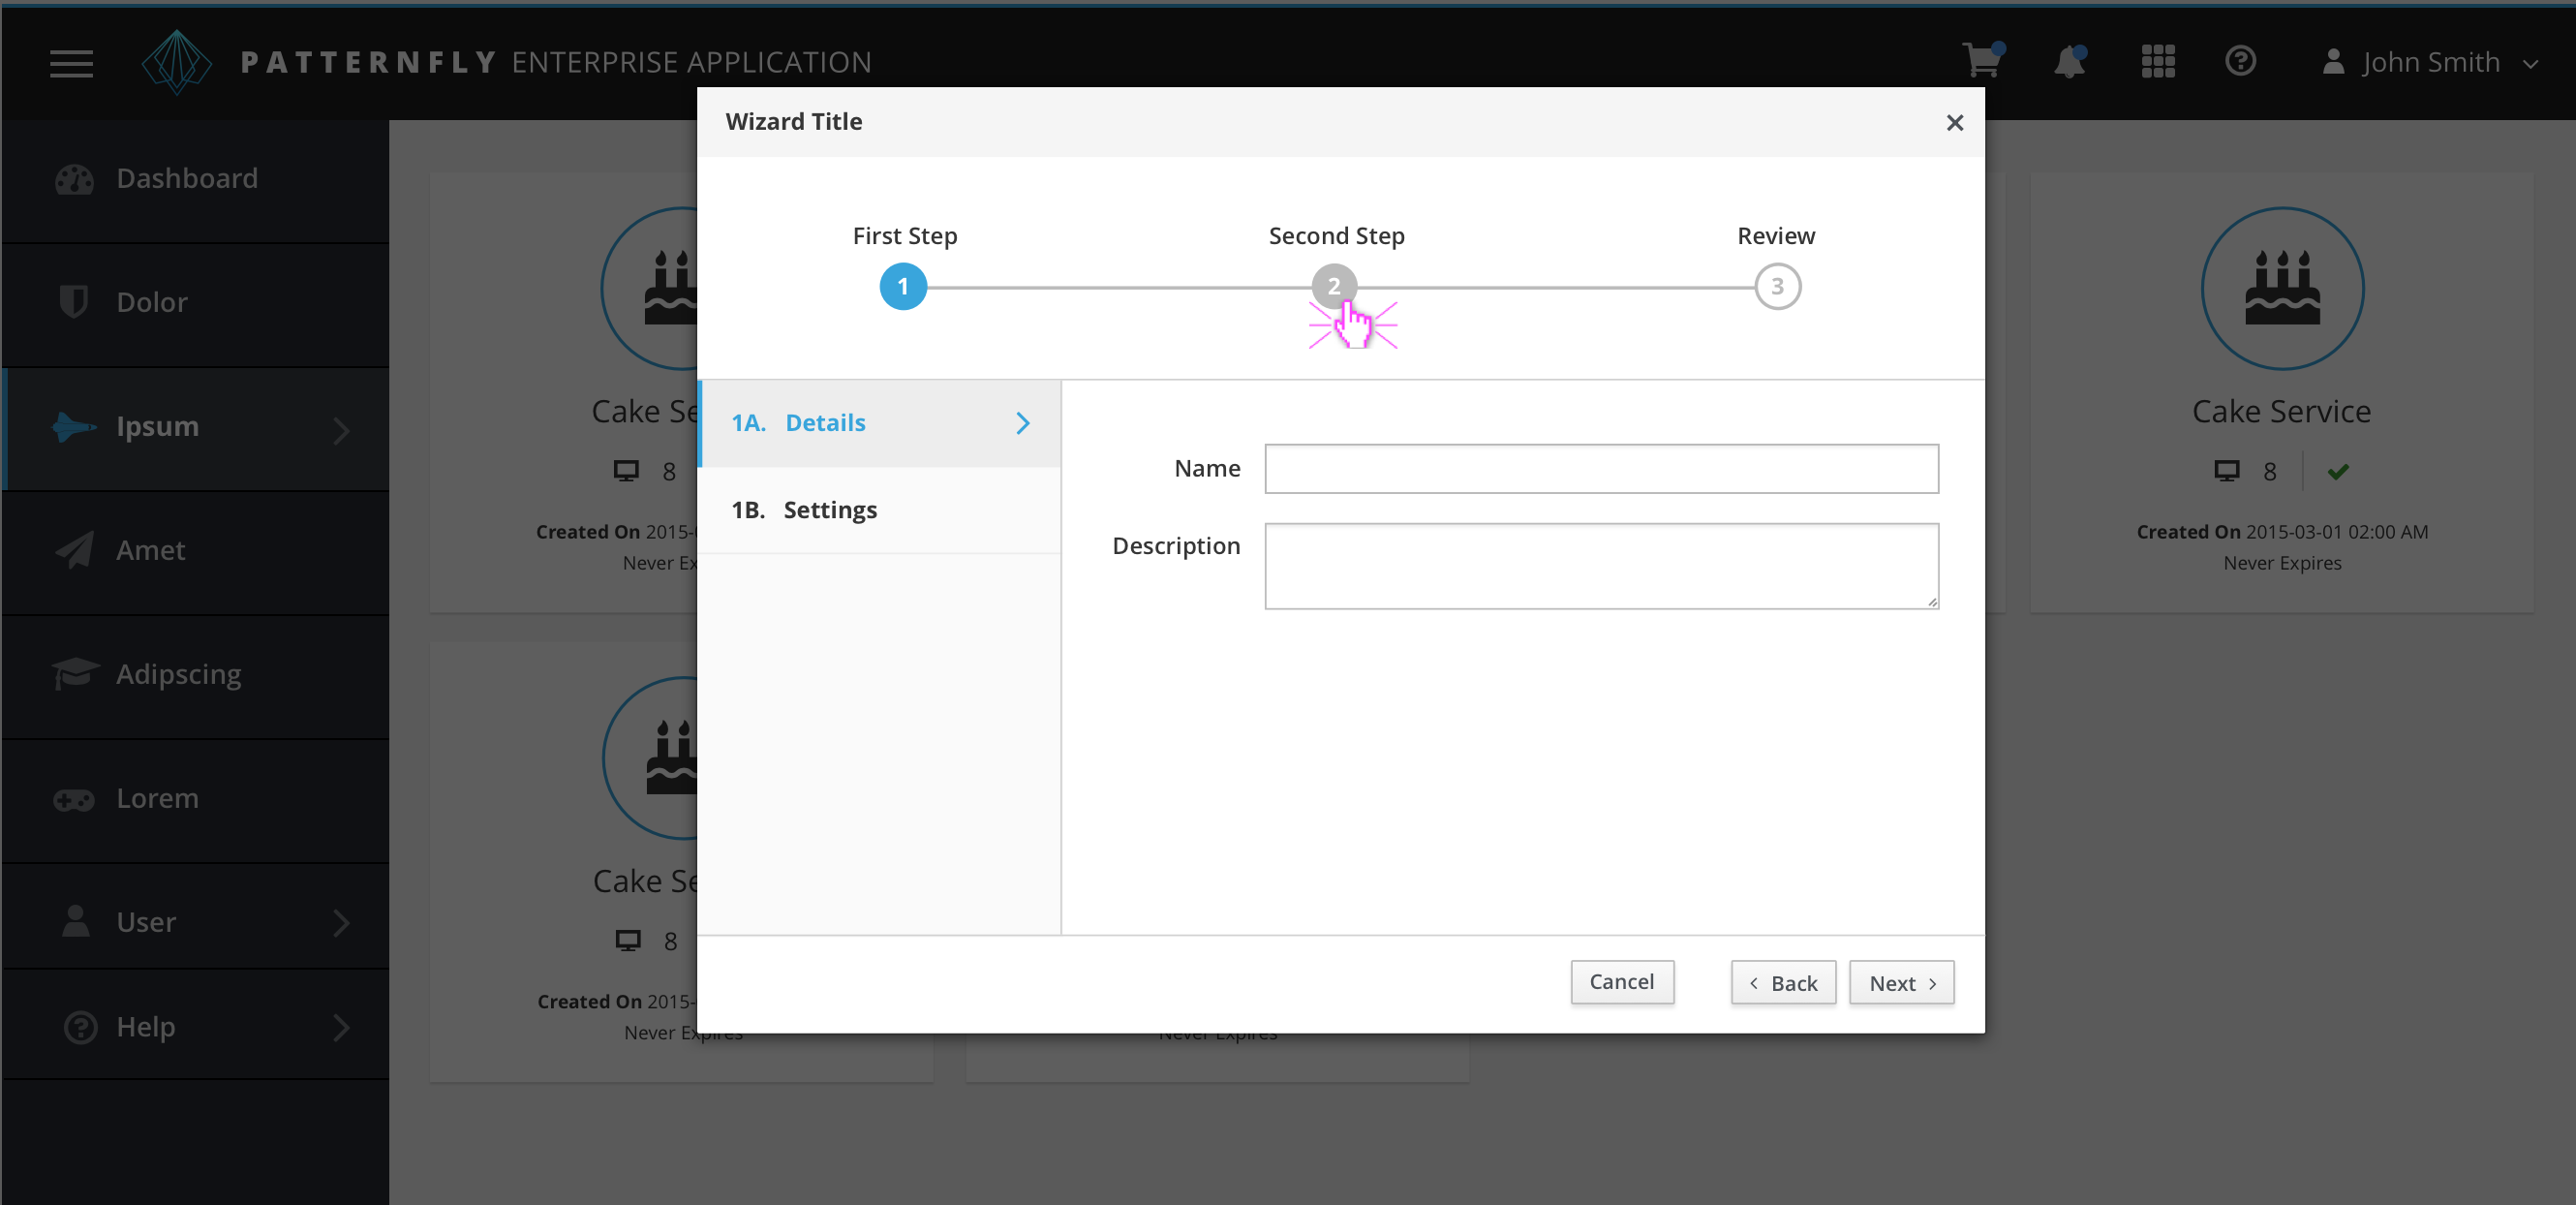 PATTERNFLY ENTERPRISE APPLICATION
John Smith
Dashboard
Dolor
Ipsum
Amet
Adipscing
Lorem
User
Help
Wizard Title
First Step
Second Step
Review
1
2
3
1A. Details
1B. Settings
Name
Description
Cancel
Back
Next
Cake Se
8
Created On 2015-
Never Ex
Cake Service
8
Created On 2015-03-01 02:00 AM
Never Expires
Cake Se
8
Created On 2015-
Never Expires
Never Expires